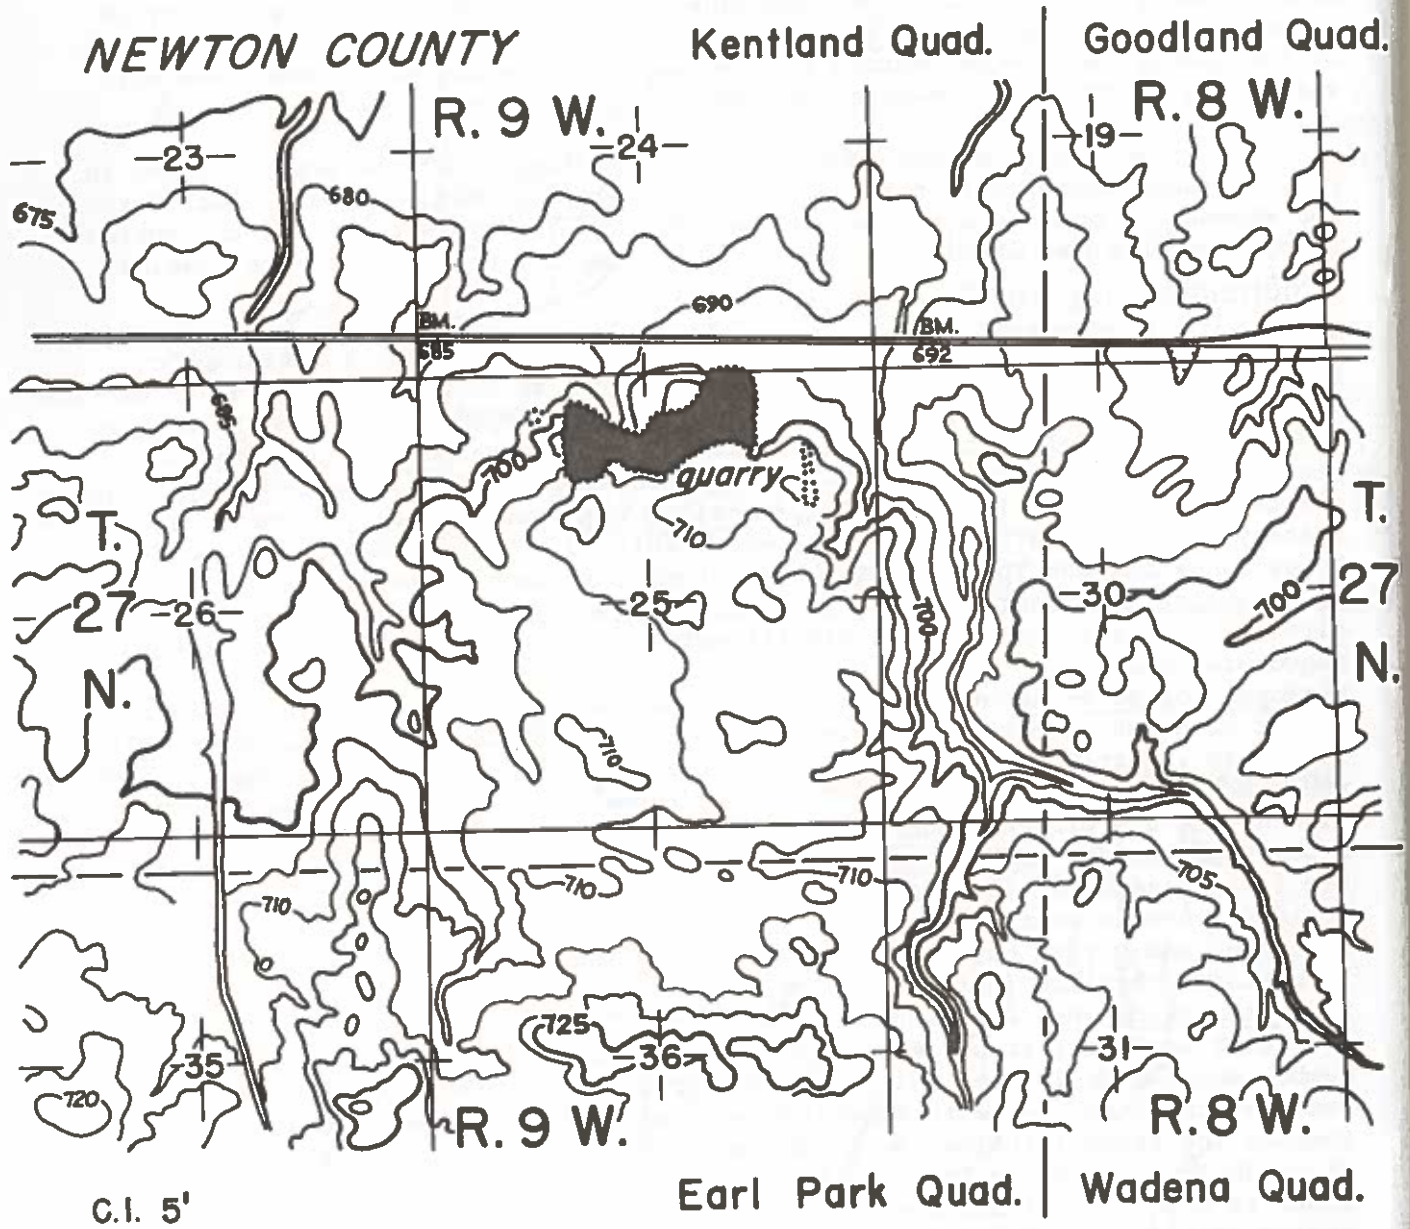 NEWTON COUNTY
Kentland Quad.
Goodland Quad.
R. 9 W.
R. 8 W.
23
24
19
675
680
690
BM.
685
BM.
692
685
700
quarry
710
T.
27
N.
26
25
30
700
700
T.
27
N.
710
710
710
710
705
725
720
35
36
31
R. 9 W.
R. 8 W.
Earl Park Quad.
Wadena Quad.
C.I. 5'